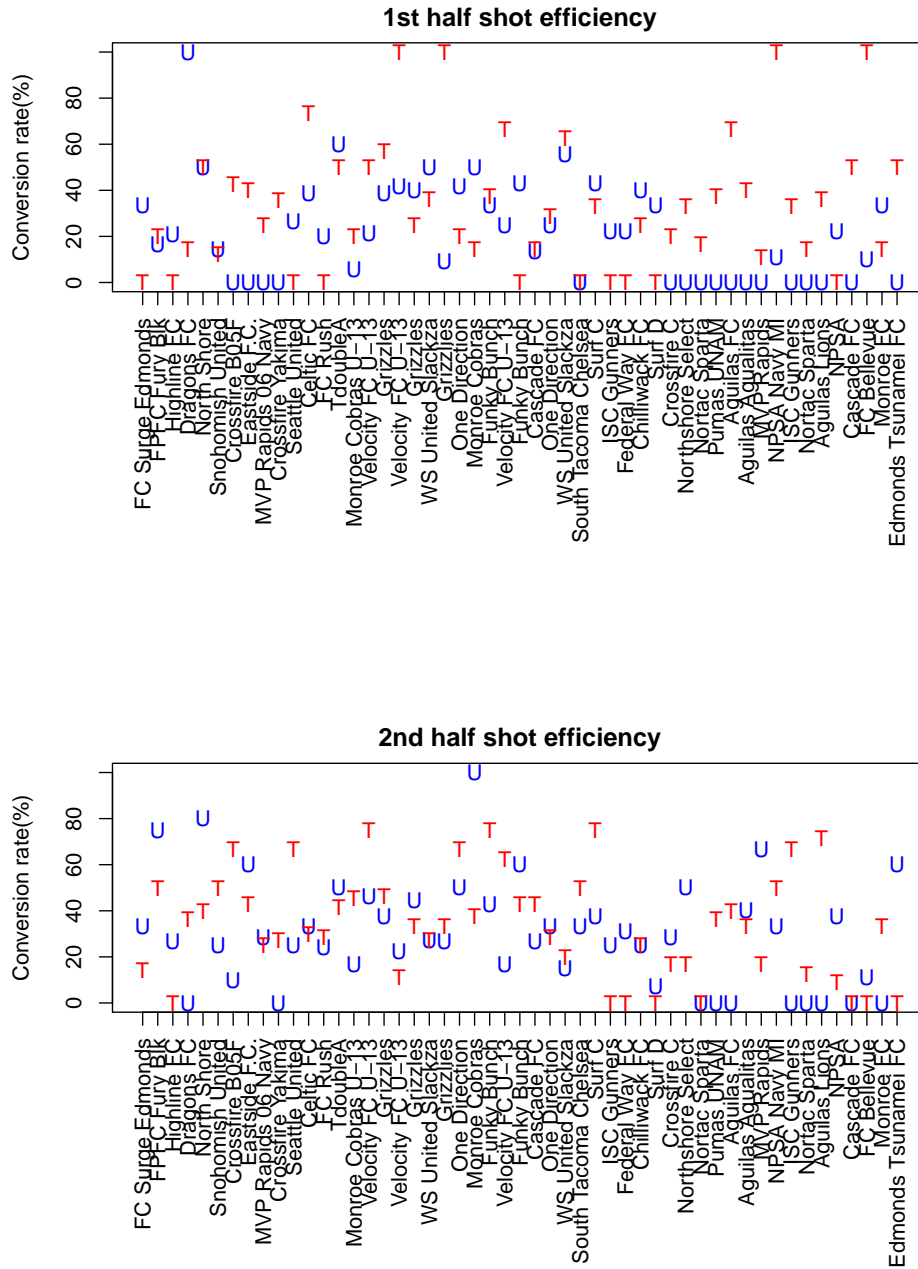 1st half shot efficiency
Conversion rate(%)
0 20 40 60 80
FC Surge Edmonds
FPFC Fury Blk
Highline FC
Dragons FC
North Shore
Snohomish United
Crossfire B05F
Eastside FC.
MVP Rapids 06 Navy
Crossfire Yakima
Seattle United
Celtic FC
FC Rush
TdoubleA
Monroe Cobras U−13
Velocity FC U−13
Grizzles
Velocity FC U−13
Grizzles
WS United Slackza
Grizzlies
One Direction
Monroe Cobras
Funky Bunch
Velocity FC U−13
Funky Bunch
Cascade FC
One Direction
WS United Slackza
South Tacoma Chelsea
Surf C
ISC Gunners
Federal Way FC
Chilliwack FC
Surf D
Crossfire C
Northshore Select
Nortac Sparta
Pumas UNAM
Aguilas FC
Aguilas Aqualitas
MVP Rapids
NPSA Navy MI
ISC Gunners
Nortac Sparta
Aguilas Lions
NPSA
Cascade FC
FC Bellevue
Monroe FC
Edmonds Tsunamei FC
2nd half shot efficiency
Conversion rate(%)
0 20 40 60 80
FC Surge Edmonds
FPFC Fury Blk
Highline FC
Dragons FC
North Shore
Snohomish United
Crossfire B05F
Eastside FC.
MVP Rapids 06 Navy
Crossfire Yakima
Seattle United
Celtic FC
FC Rush
TdoubleA
Monroe Cobras U−13
Velocity FC U−13
Grizzles
Velocity FC U−13
Grizzles
WS United Slackza
Grizzlies
One Direction
Monroe Cobras
Funky Bunch
Velocity FC U−13
Funky Bunch
Cascade FC
One Direction
WS United Slackza
South Tacoma Chelsea
Surf C
ISC Gunners
Federal Way FC
Chilliwack FC
Surf D
Crossfire C
Northshore Select
Nortac Sparta
Pumas UNAM
Aguilas FC
Aguilas Aqualitas
MVP Rapids
NPSA Navy MI
ISC Gunners
Nortac Sparta
Aguilas Lions
NPSA
Cascade FC
FC Bellevue
Monroe FC
Edmonds Tsunamei FC